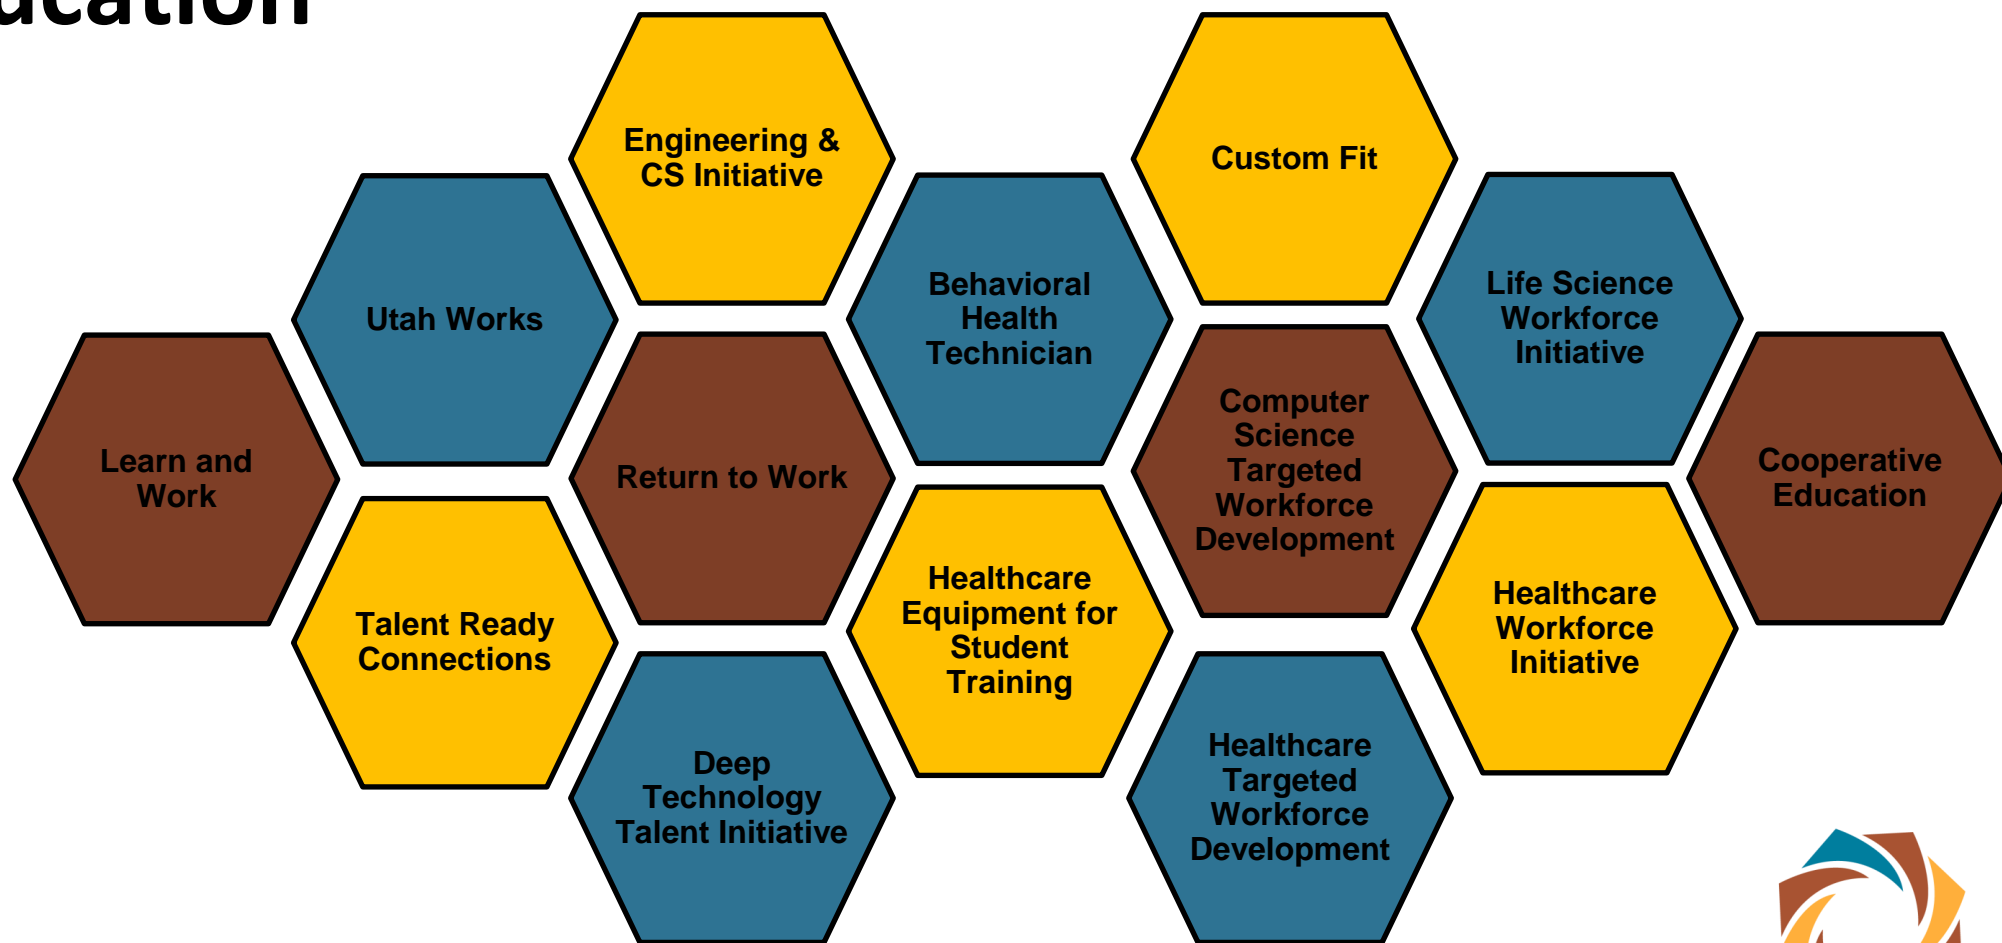 Engineering &
CS Initiative
Custom Fit
Utah Works
Behavioral
Health
Technician
Life Science
Workforce
Initiative
Learn and
Work
Return to Work
Computer
Science
Targeted
Workforce
Development
Cooperative
Education
Talent Ready
Connections
Healthcare
Equipment for
Student
Training
Healthcare
Workforce
Initiative
Deep
Technology
Talent Initiative
Healthcare
Targeted
Workforce
Development